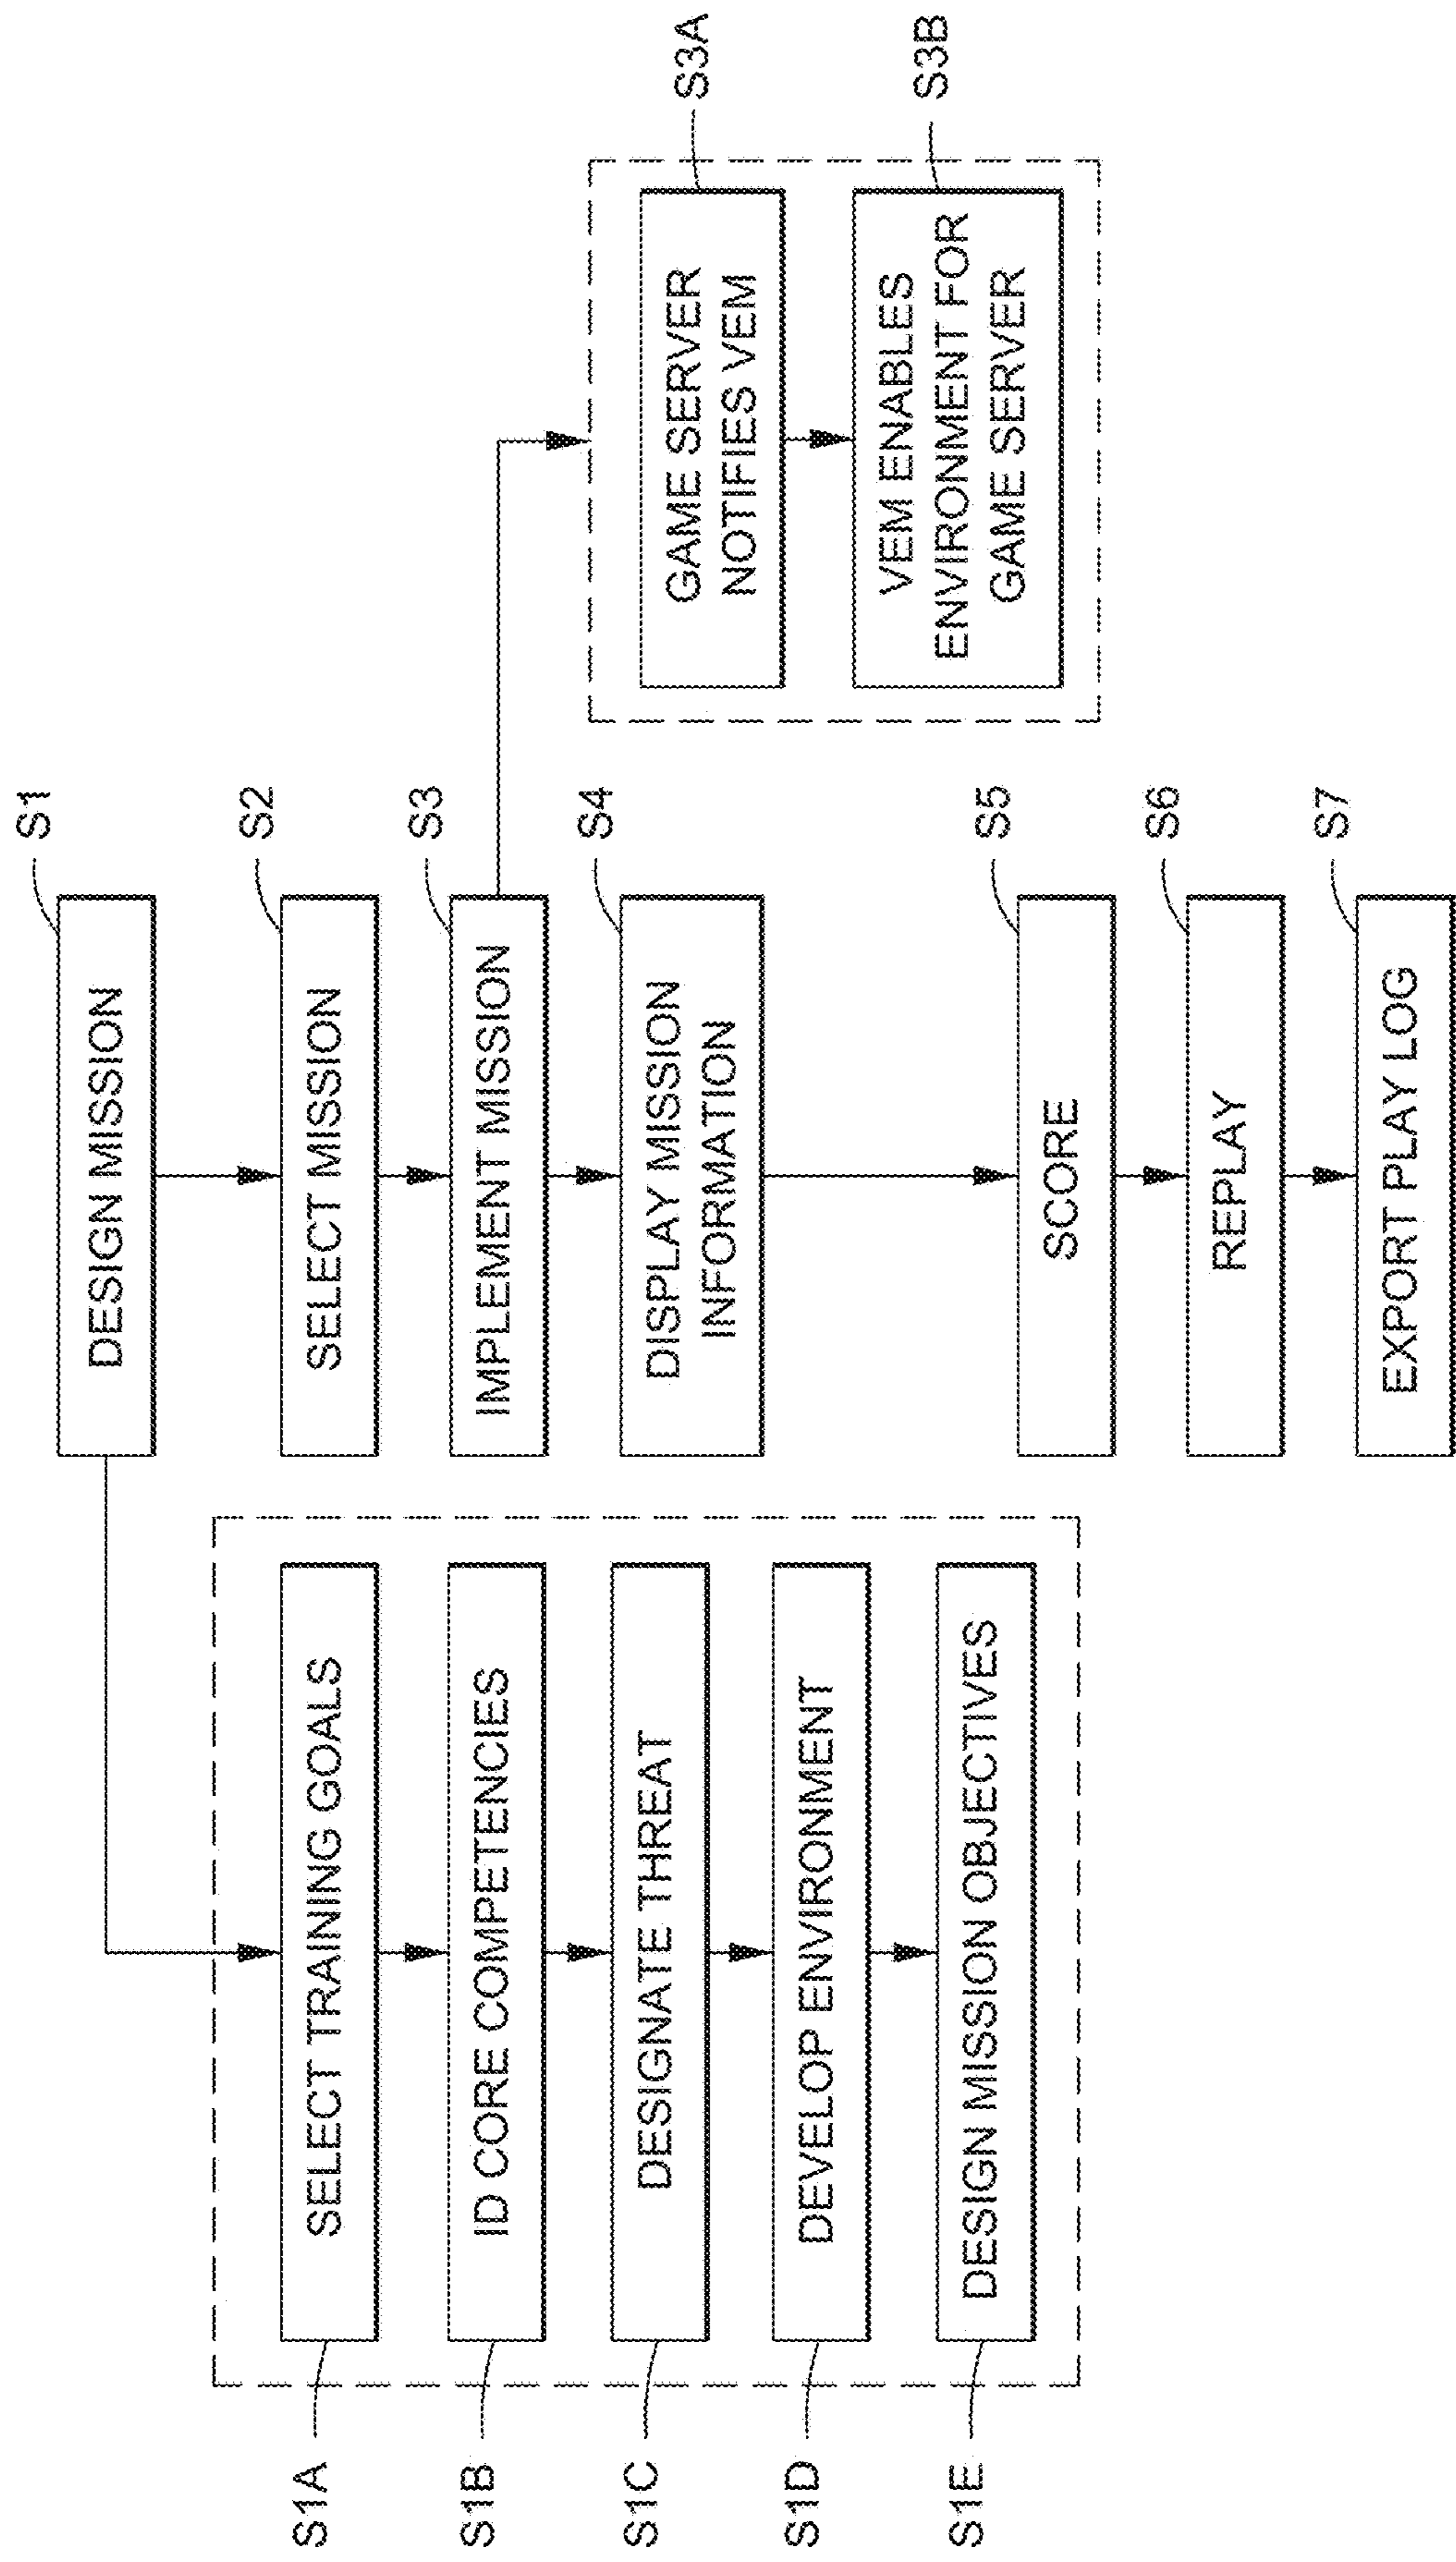 S1
DESIGN MISSION
S1A
SELECT TRAINING GOALS
S1B
ID CORE COMPETENCIES
S1C
DESIGNATE THREAT
S1D
DEVELOP ENVIRONMENT
S1E
DESIGN MISSION OBJECTIVES
S2
SELECT MISSION
S3
IMPLEMENT MISSION
S3A
GAME SERVER
NOTIFIES VEM
S3B
VEM ENABLES
ENVIRONMENT FOR
GAME SERVER
S4
DISPLAY MISSION
INFORMATION
S5
SCORE
S6
REPLAY
S7
EXPORT PLAY LOG